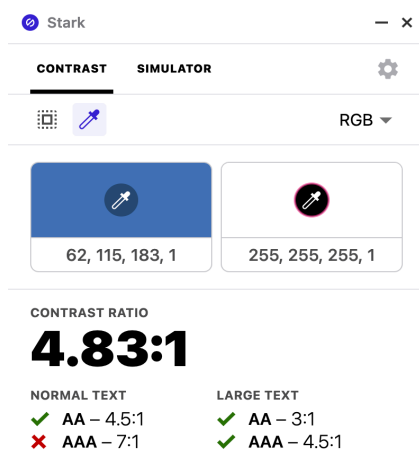 Stark
CONTRAST SIMULATOR
RGB
62, 115, 183, 1 255, 255, 255, 1
CONTRAST RATIO
4.83:1
NORMAL TEXT LARGE TEXT
AA – 4.5:1 AA – 3:1
AAA – 7:1 AAA – 4.5:1